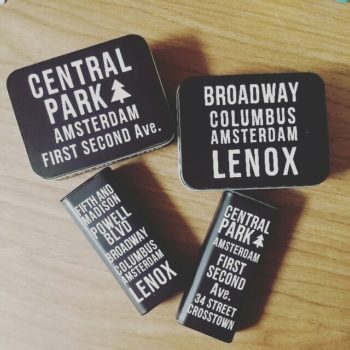 CENTRAL
PARK
AMSTERDAM
FIRST SECOND Ave.
BROADWAY
COLUMBUS
AMSTERDAM
LENOX
FIFTH AND
MADISON
POWELL
BLVD
BROADWAY
COLUMBUS
AMSTERDAM
LENOX
CENTRAL
PARK
AMSTERDAM
FIRST
SECOND
Ave.
34 STREET
CROSSTOWN